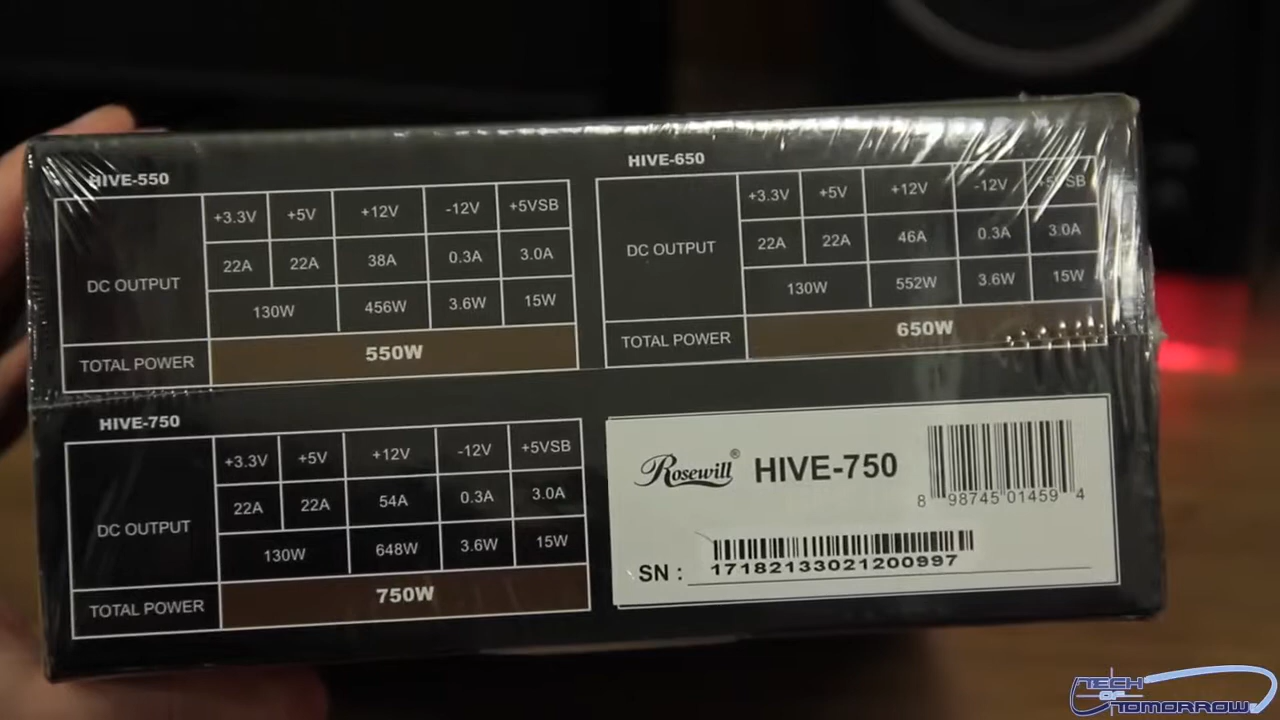 HIVE-550
+3.3V +5V +12V -12V +5VSB
DC OUTPUT
22A 22A 38A 0.3A 3.0A
130W 456W 3.6W 15W
TOTAL POWER 550W
HIVE-650
+3.3V +5V +12V -12V +5VSB
DC OUTPUT
22A 22A 46A 0.3A 3.0A
130W 552W 3.6W 15W
TOTAL POWER 650W
HIVE-750
+3.3V +5V +12V -12V +5VSB
DC OUTPUT
22A 22A 54A 0.3A 3.0A
130W 648W 3.6W 15W
TOTAL POWER 750W
Rosewill® HIVE-750
8 98745 01459 4
SN : 17182133021200997
TECH
OF
TOMORROW